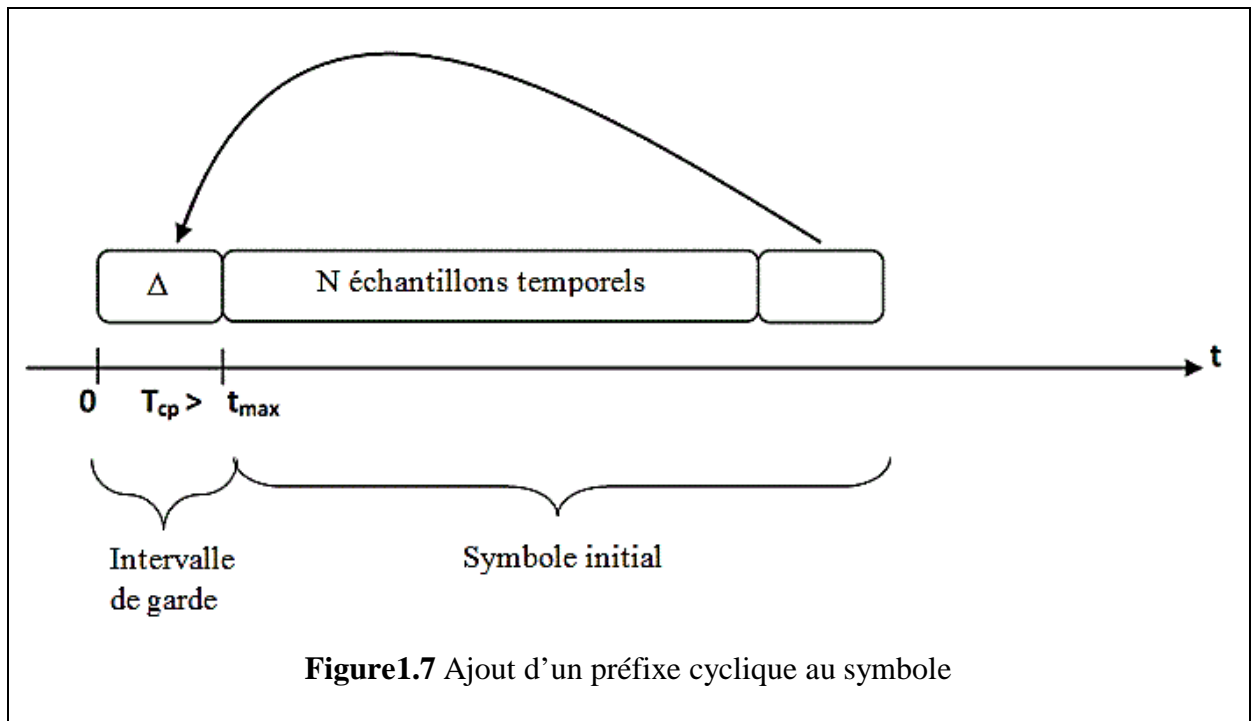 Δ
N échantillons temporels
t
0 Tcp > tmax
Intervalle
de garde
Symbole initial
Figure1.7 Ajout d’un préfixe cyclique au symbole